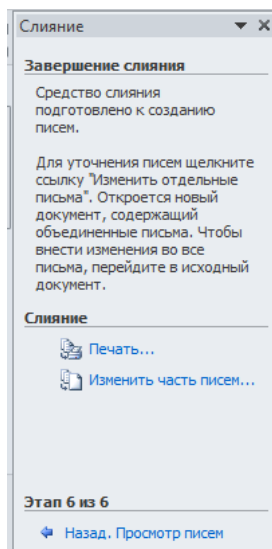 Слияние
Завершение слияния
Средство слияния
подготовлено к созданию
писем.
Для уточнения писем щелкните
ссылку "Изменить отдельные
письма". Откроется новый
документ, содержащий
объединенные письма. Чтобы
внести изменения во все
письма, перейдите в исходный
документ.
Слияние
Печать...
Изменить часть писем...
Этап 6 из 6
Назад. Просмотр писем